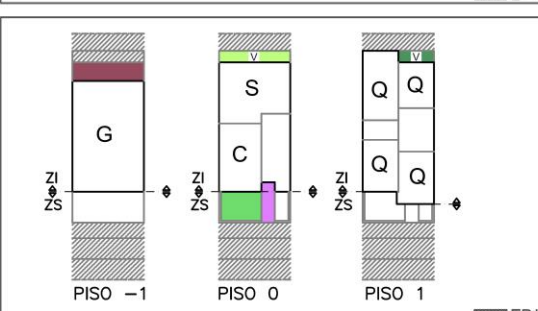 V V
S Q Q
G
C Q Q
ZI ZI ZI
ZS ZS ZS
PISO -1 PISO 0 PISO 1